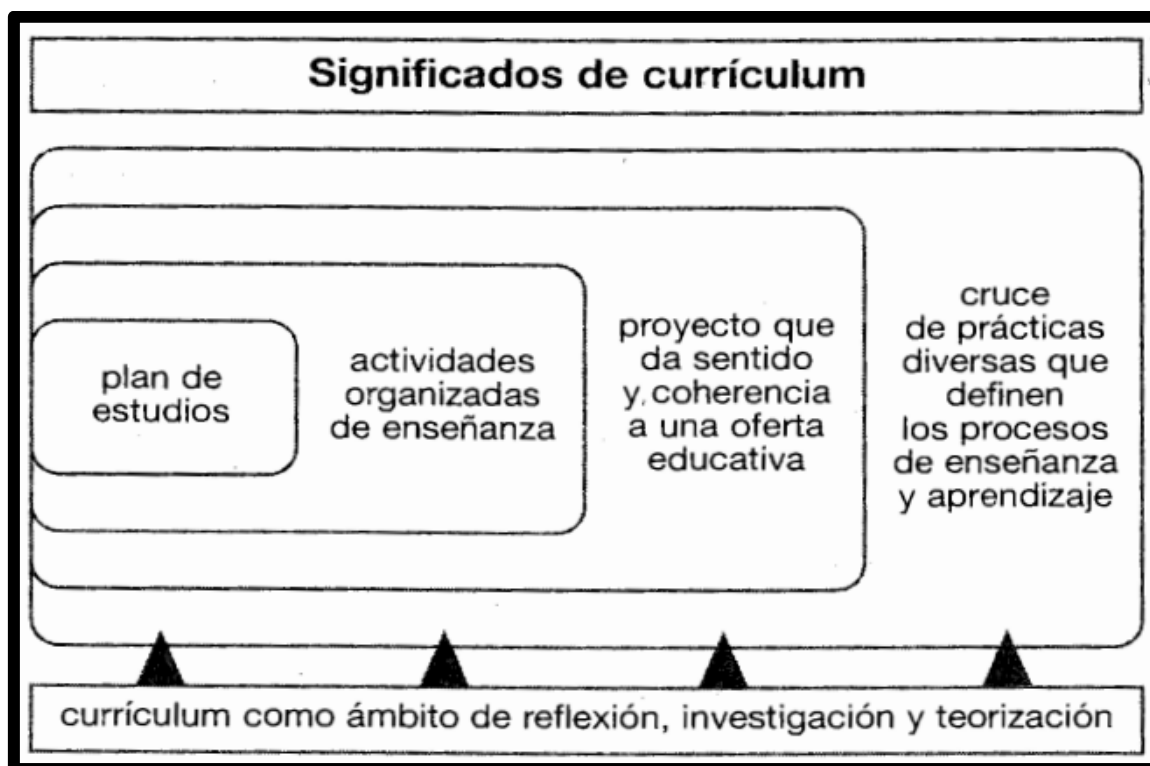 Significados de currículum
plan de
estudios
actividades
organizadas
de enseñanza
proyecto que
da sentido
y coherencia
a una oferta
educativa
cruce
de prácticas
diversas que
definen
los procesos
de enseñanza
y aprendizaje
currículum como ámbito de reflexión, investigación y teorización